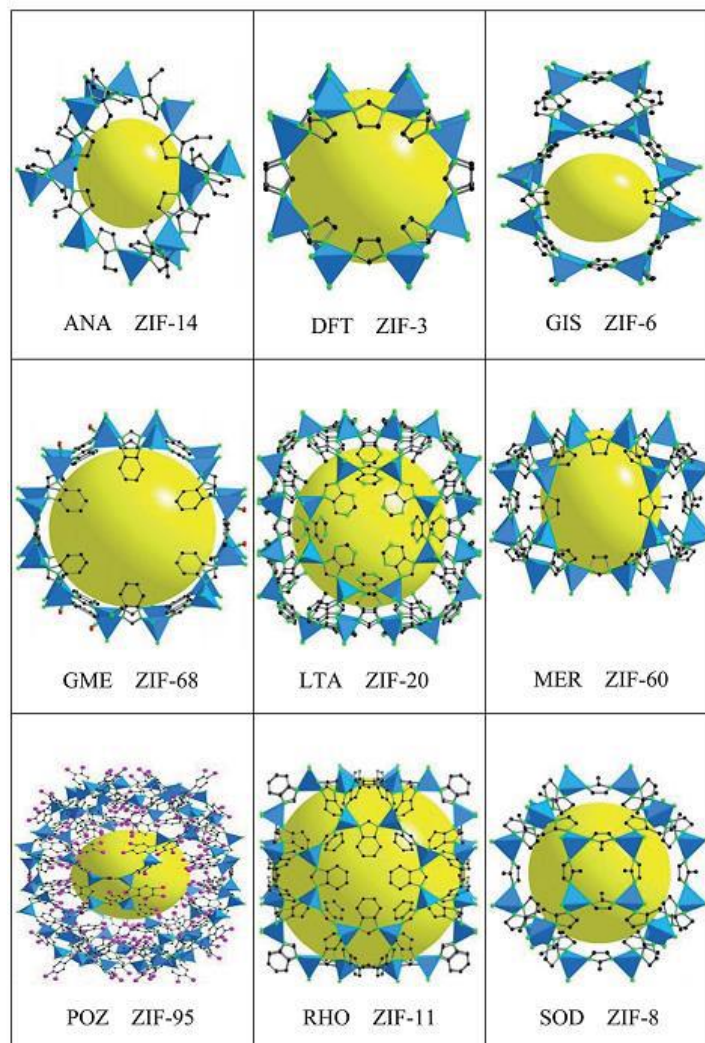 ANA ZIF-14
DFT ZIF-3
GIS ZIF-6
GME ZIF-68
LTA ZIF-20
MER ZIF-60
POZ ZIF-95
RHO ZIF-11
SOD ZIF-8